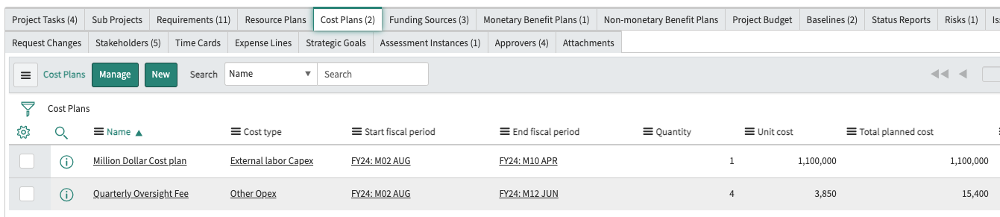 Project Tasks (4) Sub Projects Requirements (11) Resource Plans Cost Plans (2) Funding Sources (3) Monetary Benefit Plans (1) Non-monetary Benefit Plans Project Budget Baselines (2) Status Reports Risks (1)
Request Changes Stakeholders (5) Time Cards Expense Lines Strategic Goals Assessment Instances (1) Approvers (4) Attachments
Cost Plans Manage New Search Name Search
Cost Plans
Name Cost type Start fiscal period End fiscal period Quantity Unit cost Total planned cost
Million Dollar Cost plan External labor Capex FY24: M02 AUG FY24: M10 APR 1 1,100,000 1,100,000
Quarterly Oversight Fee Other Opex FY24: M02 AUG FY24: M12 JUN 4 3,850 15,400